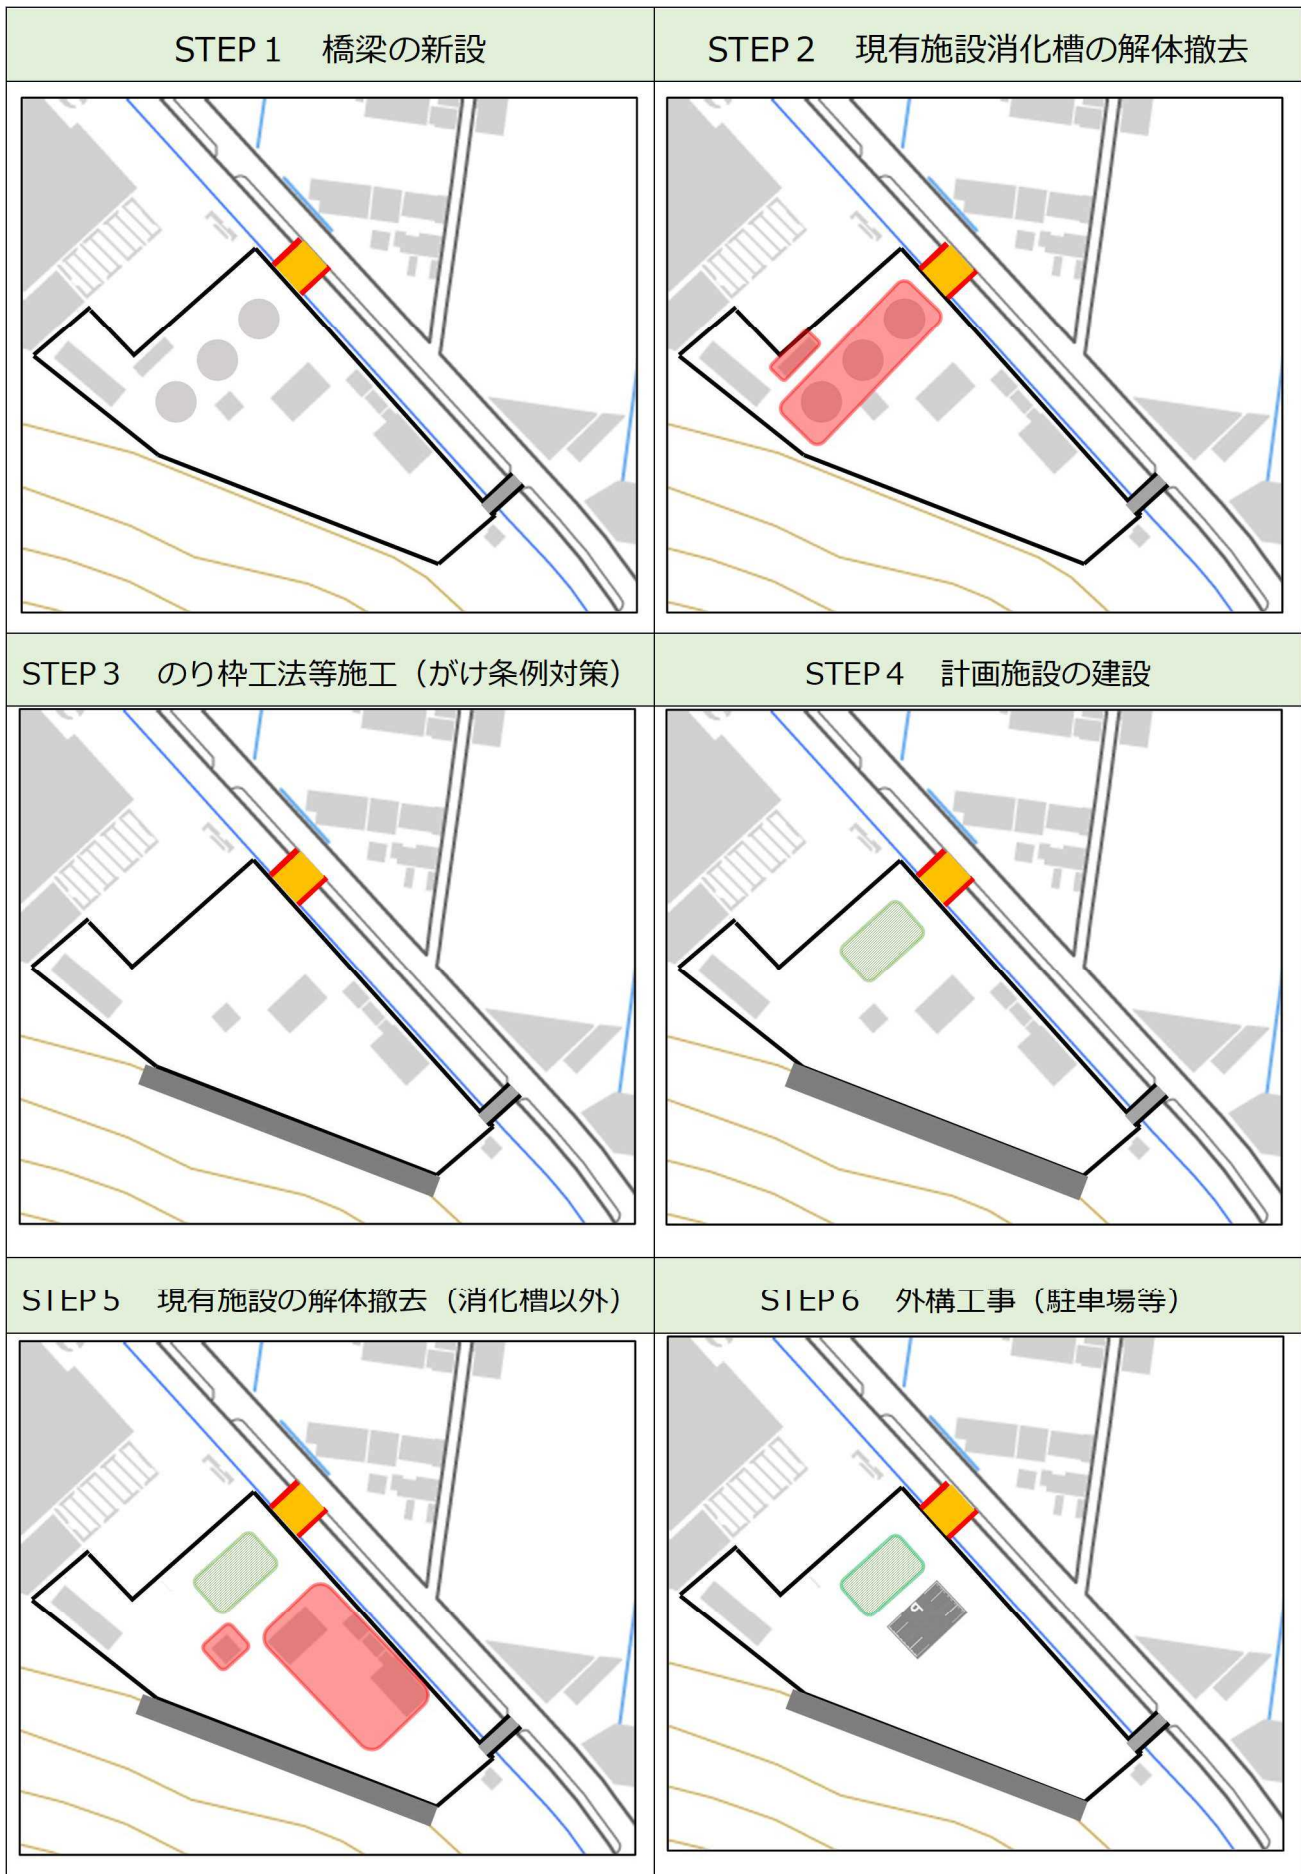 STEP1 橋梁の新設
STEP2 現有施設消化槽の解体撤去
STEP3 のり枠工法等施工（がけ条例対策）
STEP4 計画施設の建設
STEP5 現有施設の解体撤去（消化槽以外）
STEP6 外構工事（駐車場等）
P